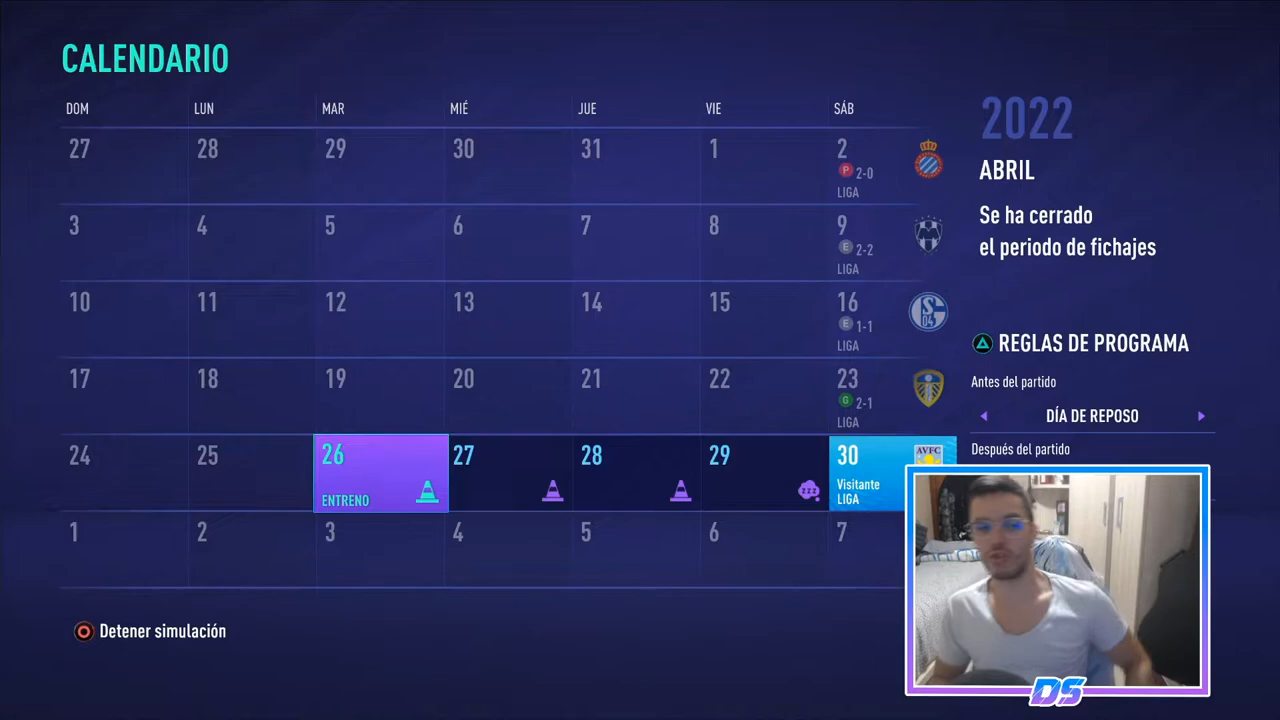 CALENDARIO
DOM LUN MAR MIÉ JUE VIE SÁB
27 28 29 30 31 1 2
P 2-0
LIGA
3 4 5 6 7 8 9
E 2-2
LIGA
10 11 12 13 14 15 16
E 1-1
LIGA
17 18 19 20 21 22 23
G 2-1
LIGA
24 25 26 27 28 29 30
ENTRENO
zzz
Visitante
LIGA
AVFC
1 2 3 4 5 6 7
2022
ABRIL
Se ha cerrado
el periodo de fichajes
REGLAS DE PROGRAMA
Antes del partido
DÍA DE REPOSO
Después del partido
Detener simulación
DS